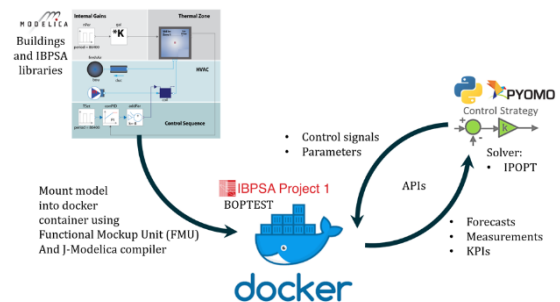 MODELICA
Buildings
and IBPSA
libraries
Internal Gains
Thermal Zone
*K
HVAC
Control Sequence
Mount model
into docker
container using
Functional Mockup Unit (FMU)
And J-Modelica compiler
IBPSA Project 1
BOPTEST
docker
• Control signals
• Parameters
APIs
PYOMO
Control Strategy
k
Solver:
• IPOPT
• Forecasts
• Measurements
• KPIs